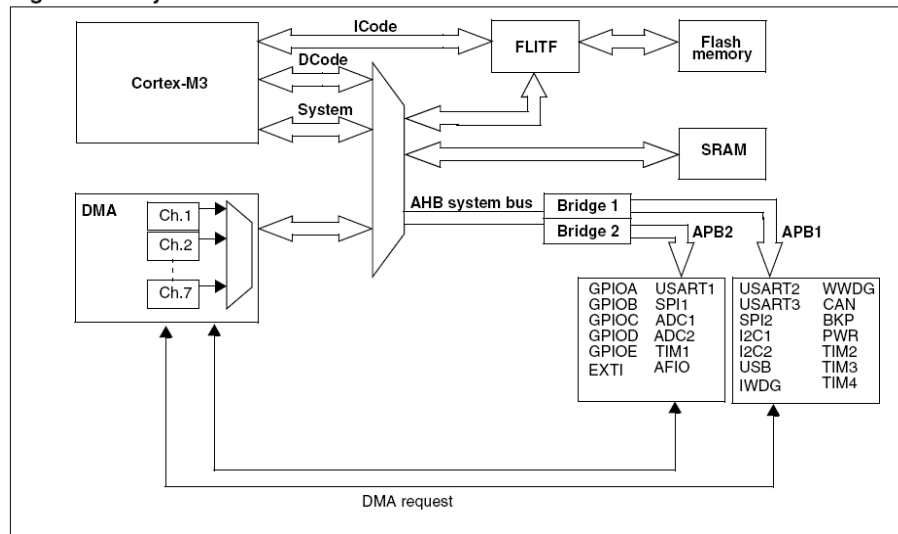 ICode
FLITF
Flash
memory
DCode
Cortex-M3
System
SRAM
DMA
Ch.1
Ch.2
Ch.7
AHB system bus
Bridge 1
Bridge 2
APB2
APB1
GPIOA USART1
GPIOB SPI1
GPIOC ADC1
GPIOD ADC2
GPIOE TIM1
EXTI AFIO
USART2 WWDG
USART3 CAN
SPI2 BKP
I2C1 PWR
I2C2 TIM2
USB TIM3
IWDG TIM4
DMA request